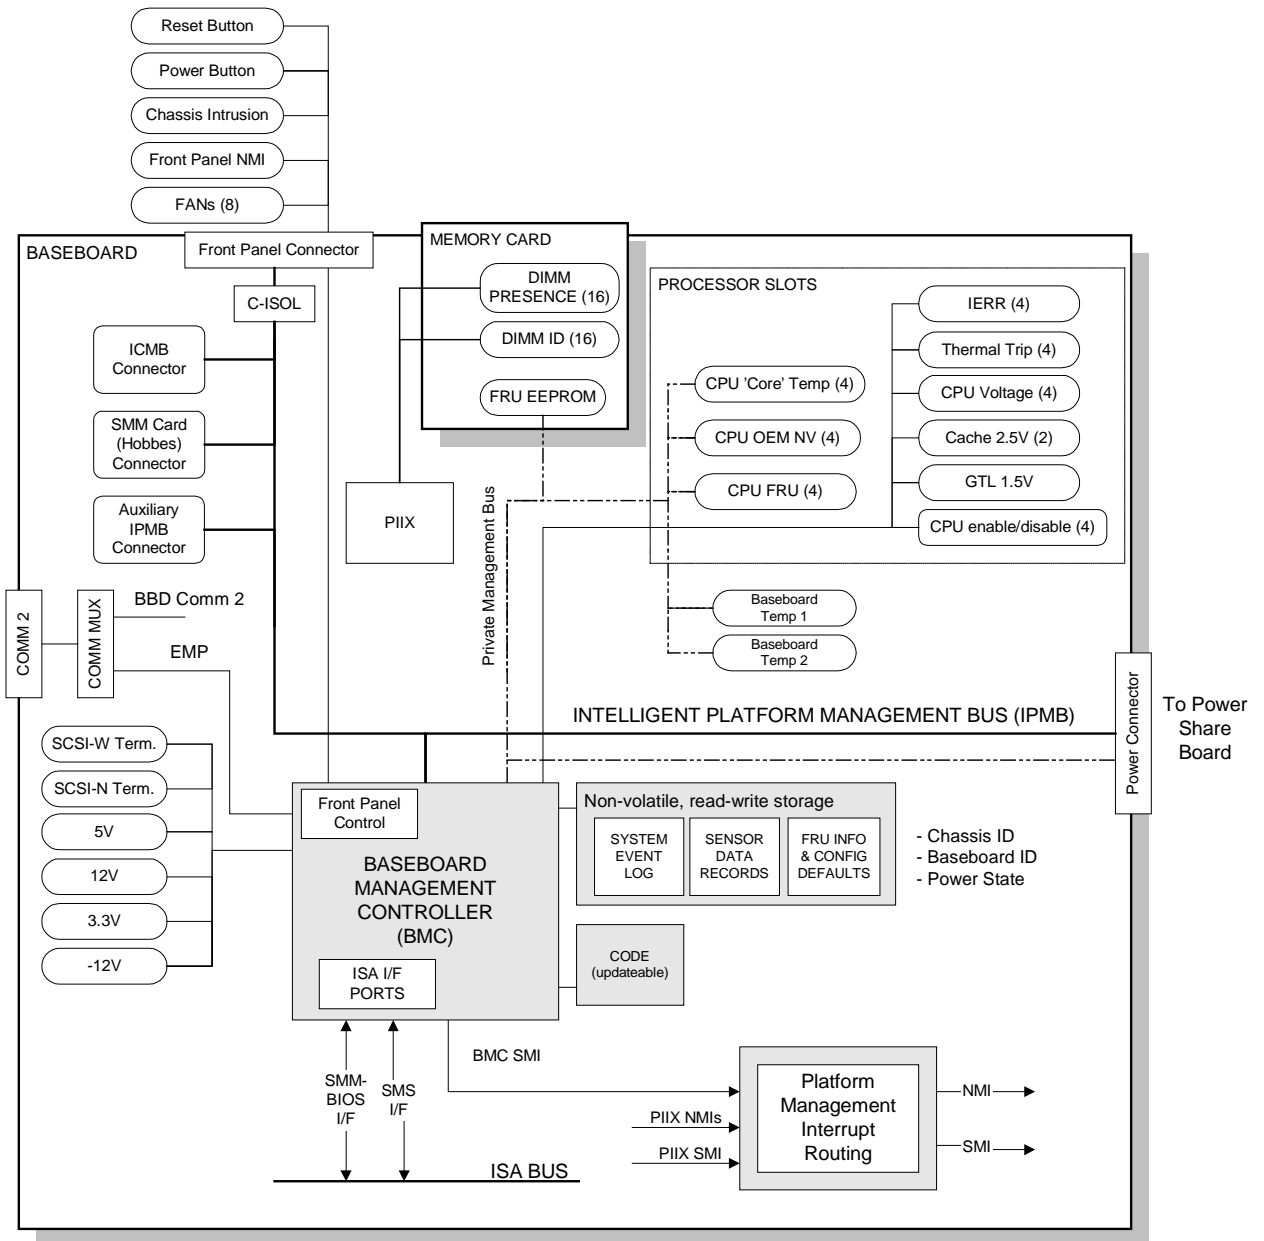 Reset Button
Power Button
Chassis Intrusion
Front Panel NMI
FANs (8)
BASEBOARD
Front Panel Connector
C-ISOL
ICMB
Connector
SMM Card
(Hobbes)
Connector
Auxiliary
IPMB
Connector
MEMORY CARD
DIMM
PRESENCE (16)
DIMM ID (16)
FRU EEPROM
PIIX
PROCESSOR SLOTS
CPU 'Core' Temp (4)
CPU OEM NV (4)
CPU FRU (4)
IERR (4)
Thermal Trip (4)
CPU Voltage (4)
Cache 2.5V (2)
GTL 1.5V
CPU enable/disable (4)
Private Management Bus
Baseboard
Temp 1
Baseboard
Temp 2
COMM 2
COMM MUX
BBD Comm 2
EMP
INTELLIGENT PLATFORM MANAGEMENT BUS (IPMB)
Power Connector
To Power
Share
Board
SCSI-W Term.
SCSI-N Term.
5V
12V
3.3V
-12V
Front Panel
Control
BASEBOARD
MANAGEMENT
CONTROLLER
(BMC)
ISA I/F
PORTS
Non-volatile, read-write storage
SYSTEM
EVENT
LOG
SENSOR
DATA
RECORDS
FRU INFO
& CONFIG
DEFAULTS
- Chassis ID
- Baseboard ID
- Power State
CODE
(updateable)
SMM-
BIOS
I/F
SMS
I/F
ISA BUS
BMC SMI
PIIX NMIs
PIIX SMI
Platform
Management
Interrupt
Routing
NMI
SMI